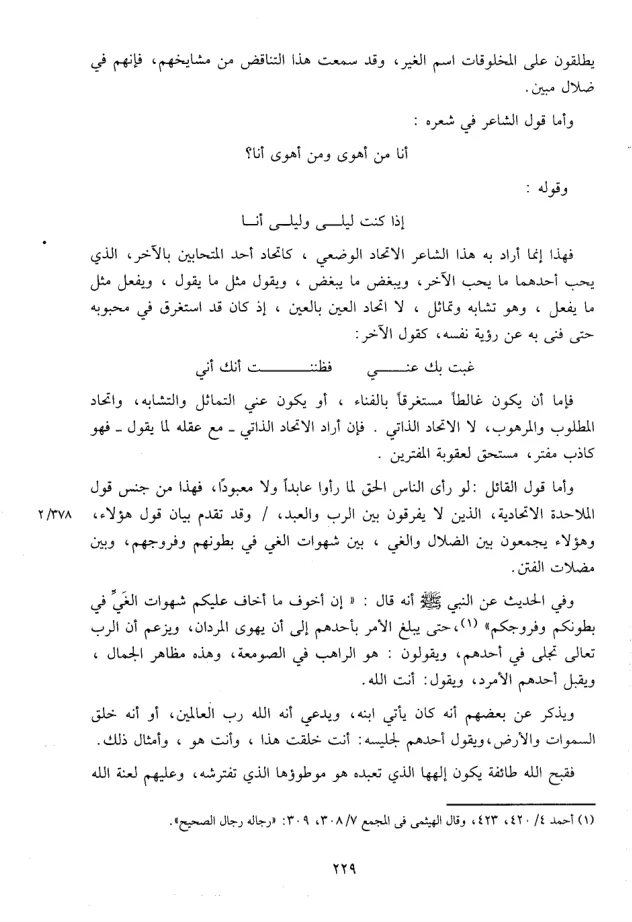 يطلقون على المخلوقات اسم الغير، وقد سمعت هذا التناقض من مشايخهم، فإنهم في
ضلال مبين.
وأما قول الشاعر في شعره :
أنا من أهوى ومن أهوى أنا؟
وقوله :
إذا كنت ليلـــى وليلـــى أنــا
فهذا إنما أراد به هذا الشاعر الاتحاد الوضعي ، كاتحاد أحد المتحابين بالآخر، الذي
يحب أحدهما ما يحب الآخر، ويبغض ما يبغض ، ويقول مثل ما يقول ، ويفعل مثل
ما يفعل ، وهو تشابه وتماثل ، لا اتحاد العين بالعين ، إذ كان قد استغرق في محبوبه
حتى فنى به عن رؤية نفسه، كقول الآخر:
غبت بك عنــــــي فظننــــــــــت أنك أني
فإما أن يكون غالطاً مستغرقاً بالفناء ، أو يكون عني التماثل والتشابه، واتحاد
المطلوب والمرهوب، لا الاتحاد الذاتي . فإن أراد الاتحاد الذاتي ـ مع عقله لما يقول ـ فهو
كاذب مفتر، مستحق لعقوبة المفترين .
وأما قول القائل :لو رأى الناس الحق لما رأوا عابداً ولا معبودًا، فهذا من جنس قول
الملاحدة الاتحادية، الذين لا يفرقون بين الرب والعبد، / وقد تقدم بيان قول هؤلاء، ٢/٣٧٨
وهؤلاء يجمعون بين الضلال والغي ، بين شهوات الغي في بطونهم وفروجهم، وبين
مضلات الفتن.
وفي الحديث عن النبي ﷺ أنه قال : « إن أخوف ما أخاف عليكم شهوات الغَيِّ في
بطونكم وفروجكم» (١)،حتى يبلغ الأمر بأحدهم إلى أن يهوى المردان، ويزعم أن الرب
تعالى تجلى في أحدهم، ويقولون : هو الراهب في الصومعة، وهذه مظاهر الجمال ،
ويقبل أحدهم الأمرد، ويقول: أنت الله.
ويذكر عن بعضهم أنه كان يأتي ابنه، ويدعي أنه الله رب العالمين، أو أنه خلق
السموات والأرض،ويقول أحدهم لجليسه: أنت خلقت هذا ، وأنت هو ، وأمثال ذلك.
فقبح الله طائفة يكون إلهها الذي تعبده هو موطوؤها الذي تفترشه، وعليهم لعنة الله
(١) أحمد ٤/ ٤٢٠، ٤٢٣، وقال الهيثمى فى المجمع ٣٠٨/٧، ٣٠٩: «رجاله رجال الصحيح».
٢٢٩